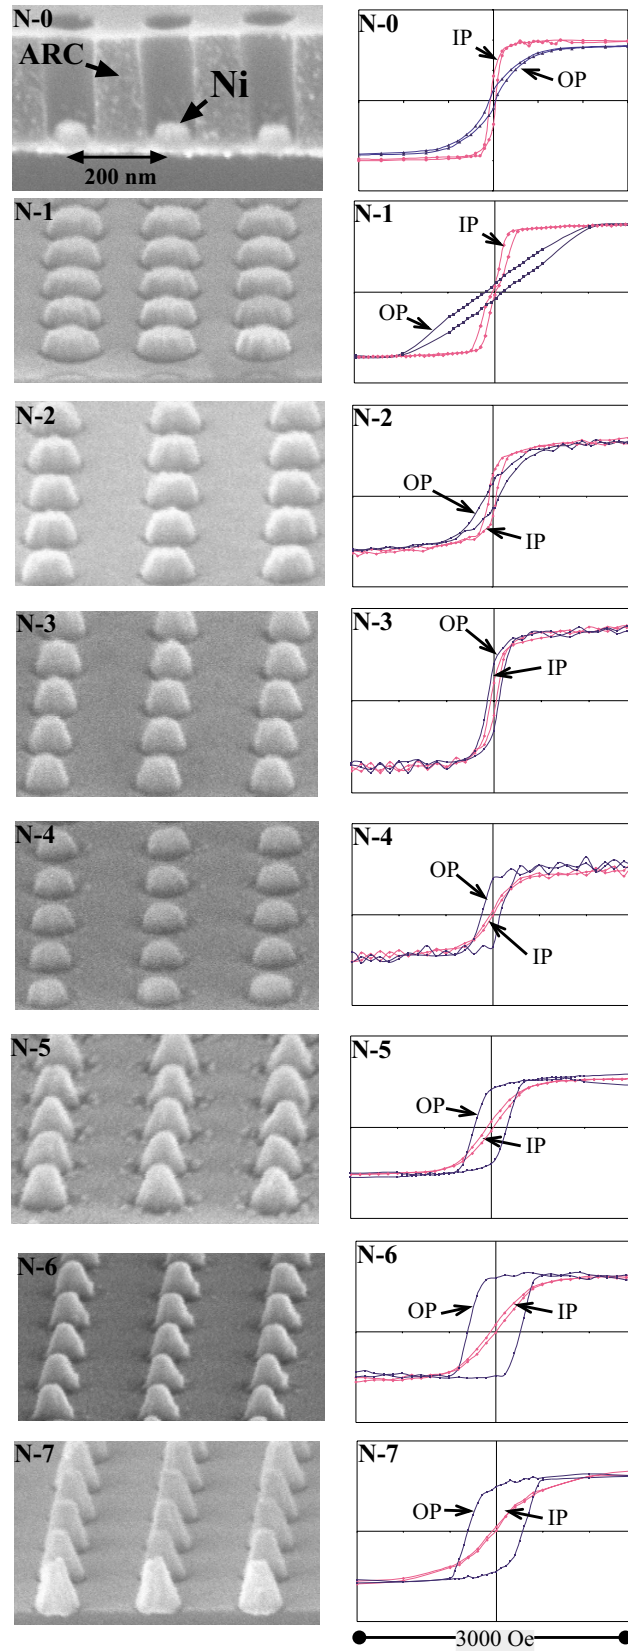 N-0
ARC
Ni
200 nm
N-0
IP
OP
N-1
N-1
IP
OP
N-2
N-2
OP
IP
N-3
N-3
OP
IP
N-4
N-4
OP
IP
N-5
N-5
OP
IP
N-6
N-6
OP
IP
N-7
N-7
OP
IP
3000 Oe